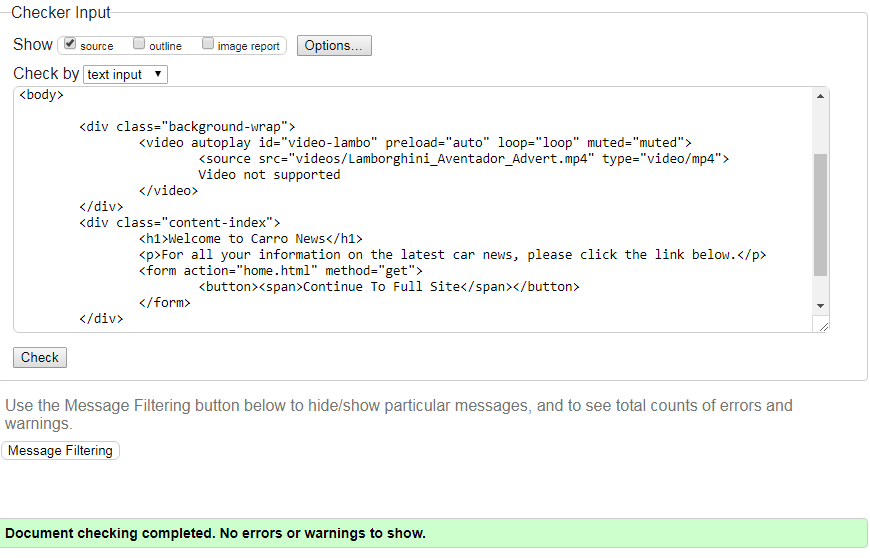 Checker Input
Show source outline image report Options...
Check by text input
<body>
<div class="background-wrap">
<video autoplay id="video-lambo" preload="auto" loop="loop" muted="muted">
<source src="videos/Lamborghini_Aventador_Advert.mp4" type="video/mp4">
Video not supported
</video>
</div>
<div class="content-index">
<h1>Welcome to Carro News</h1>
<p>For all your information on the latest car news, please click the link below.</p>
<form action="home.html" method="get">
<button><span>Continue To Full Site</span></button>
</form>
</div>
Check
Use the Message Filtering button below to hide/show particular messages, and to see total counts of errors and
warnings.
Message Filtering
Document checking completed. No errors or warnings to show.